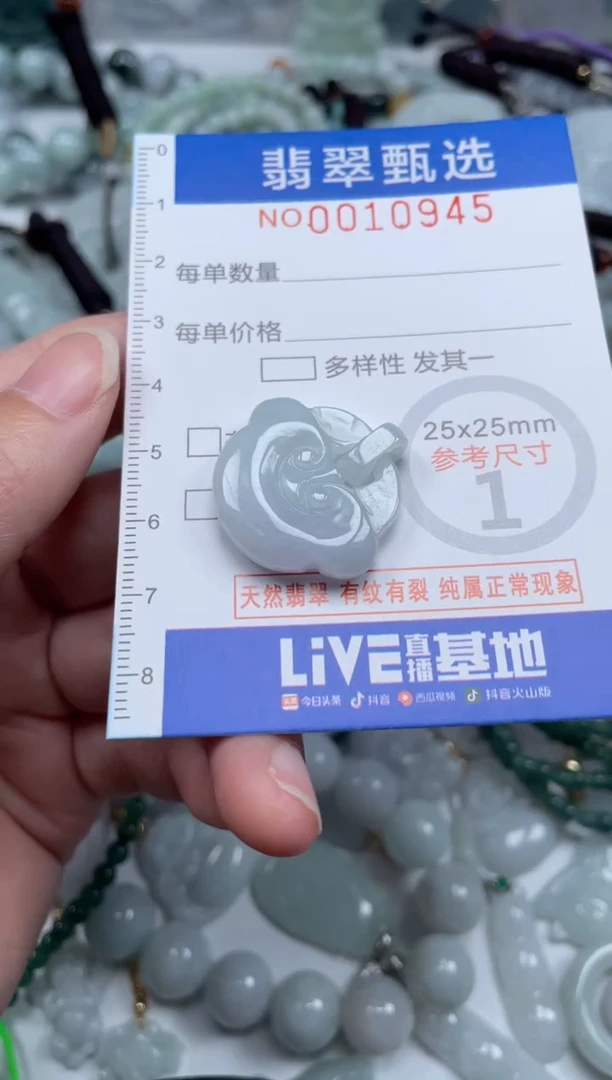 翡翠甄选
NO.0010945
每单数量
每单价格
多样性 发其一
25x25mm
参考尺寸
1
天然翡翠 有纹有裂 纯属正常现象
LiVE直播基地
今日头条 抖音 西瓜视频 抖音火山版
0
1
2
3
4
5
6
7
8